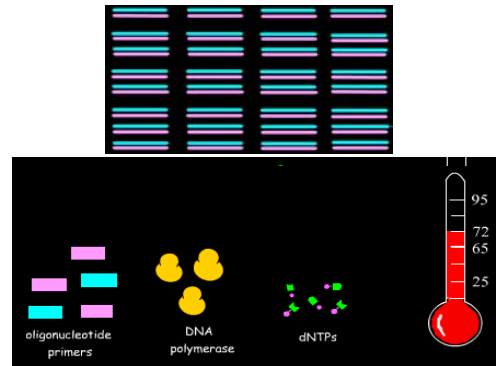 95
72
65
25
oligonucleotide
primers
DNA
polymerase
dNTPs